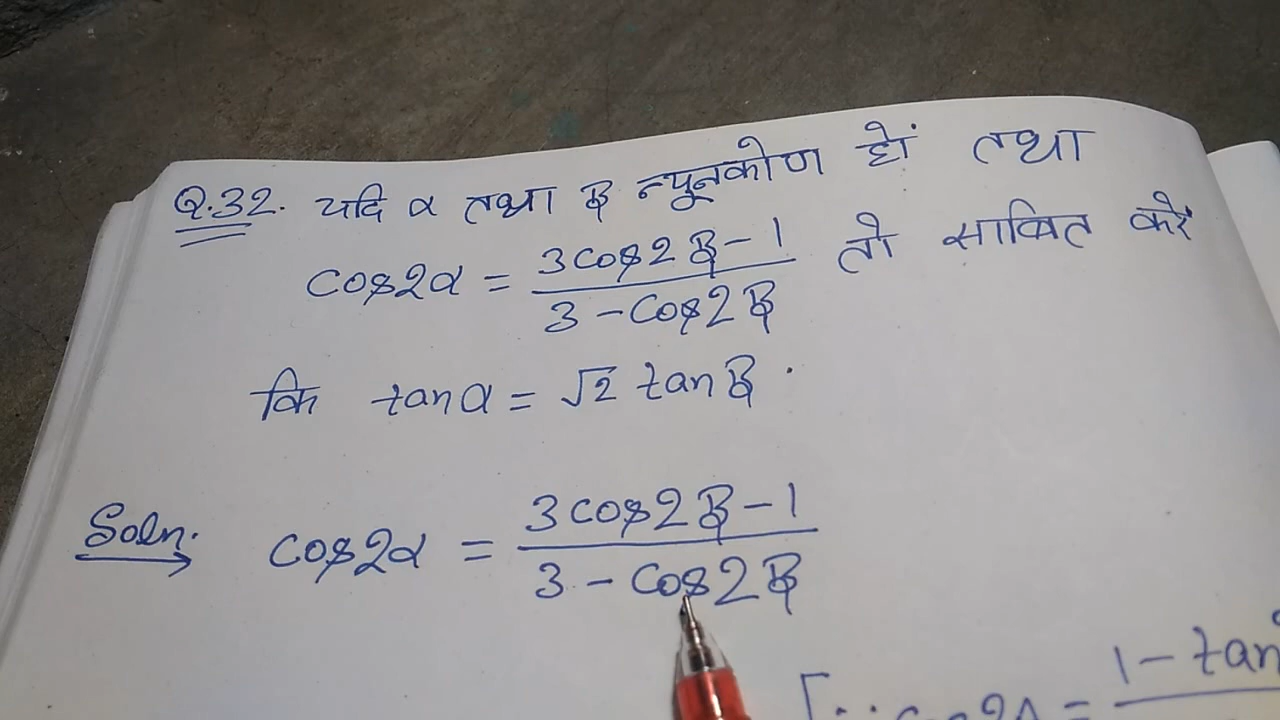 Q.32. यदि α तथा β न्यूनकोण हों तथा
cos2α = (3cos2β - 1)/(3 - cos2β) तो साबित करें
कि tanα = √2 tanβ.
Soln. cos2α = (3cos2β - 1)/(3 - cos2β)
[∵ cos2A = 1 - tan